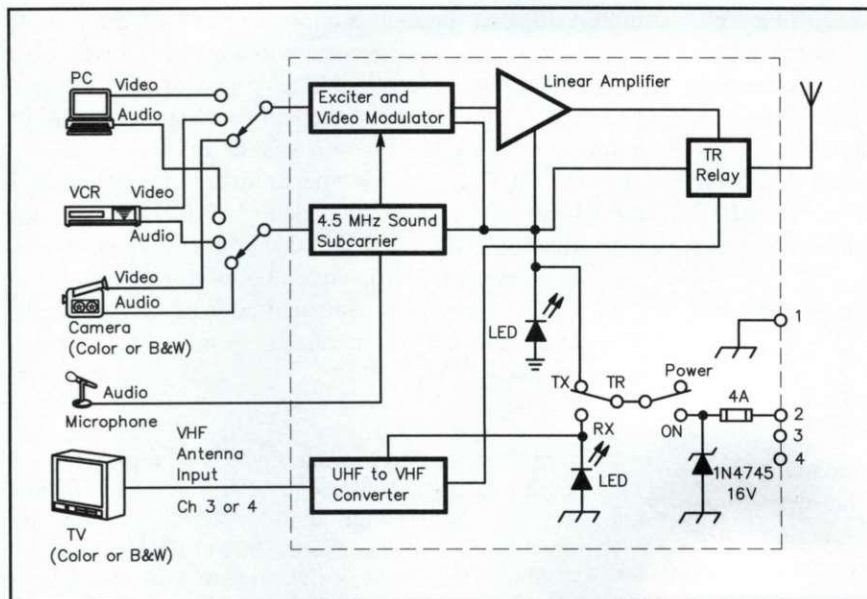 PC
Video
Audio
VCR
Video
Audio
Video
Audio
Camera
(Color or B&W)
Audio
Microphone
VHF
Antenna
Input
Ch 3 or 4
TV
(Color or B&W)
Exciter and
Video Modulator
4.5 MHz Sound
Subcarrier
UHF to VHF
Converter
Linear Amplifier
TR
Relay
LED
TX
TR
Power
RX
ON
4A
LED
1N4745
16V
1
2
3
4